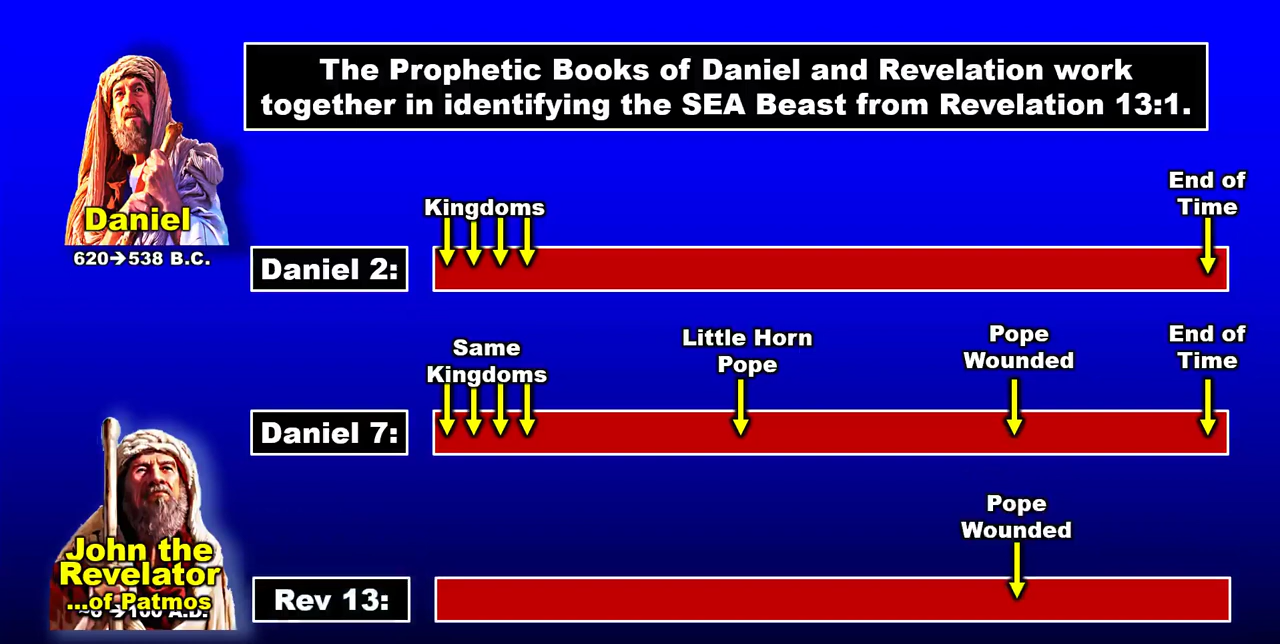 The Prophetic Books of Daniel and Revelation work
together in identifying the SEA Beast from Revelation 13:1.
Daniel
620→538 B.C.
Kingdoms
End of
Time
Daniel 2:
Same
Kingdoms
Little Horn
Pope
Pope
Wounded
End of
Time
Daniel 7:
John the
Revelator
...of Patmos
A.D.
Pope
Wounded
Rev 13: